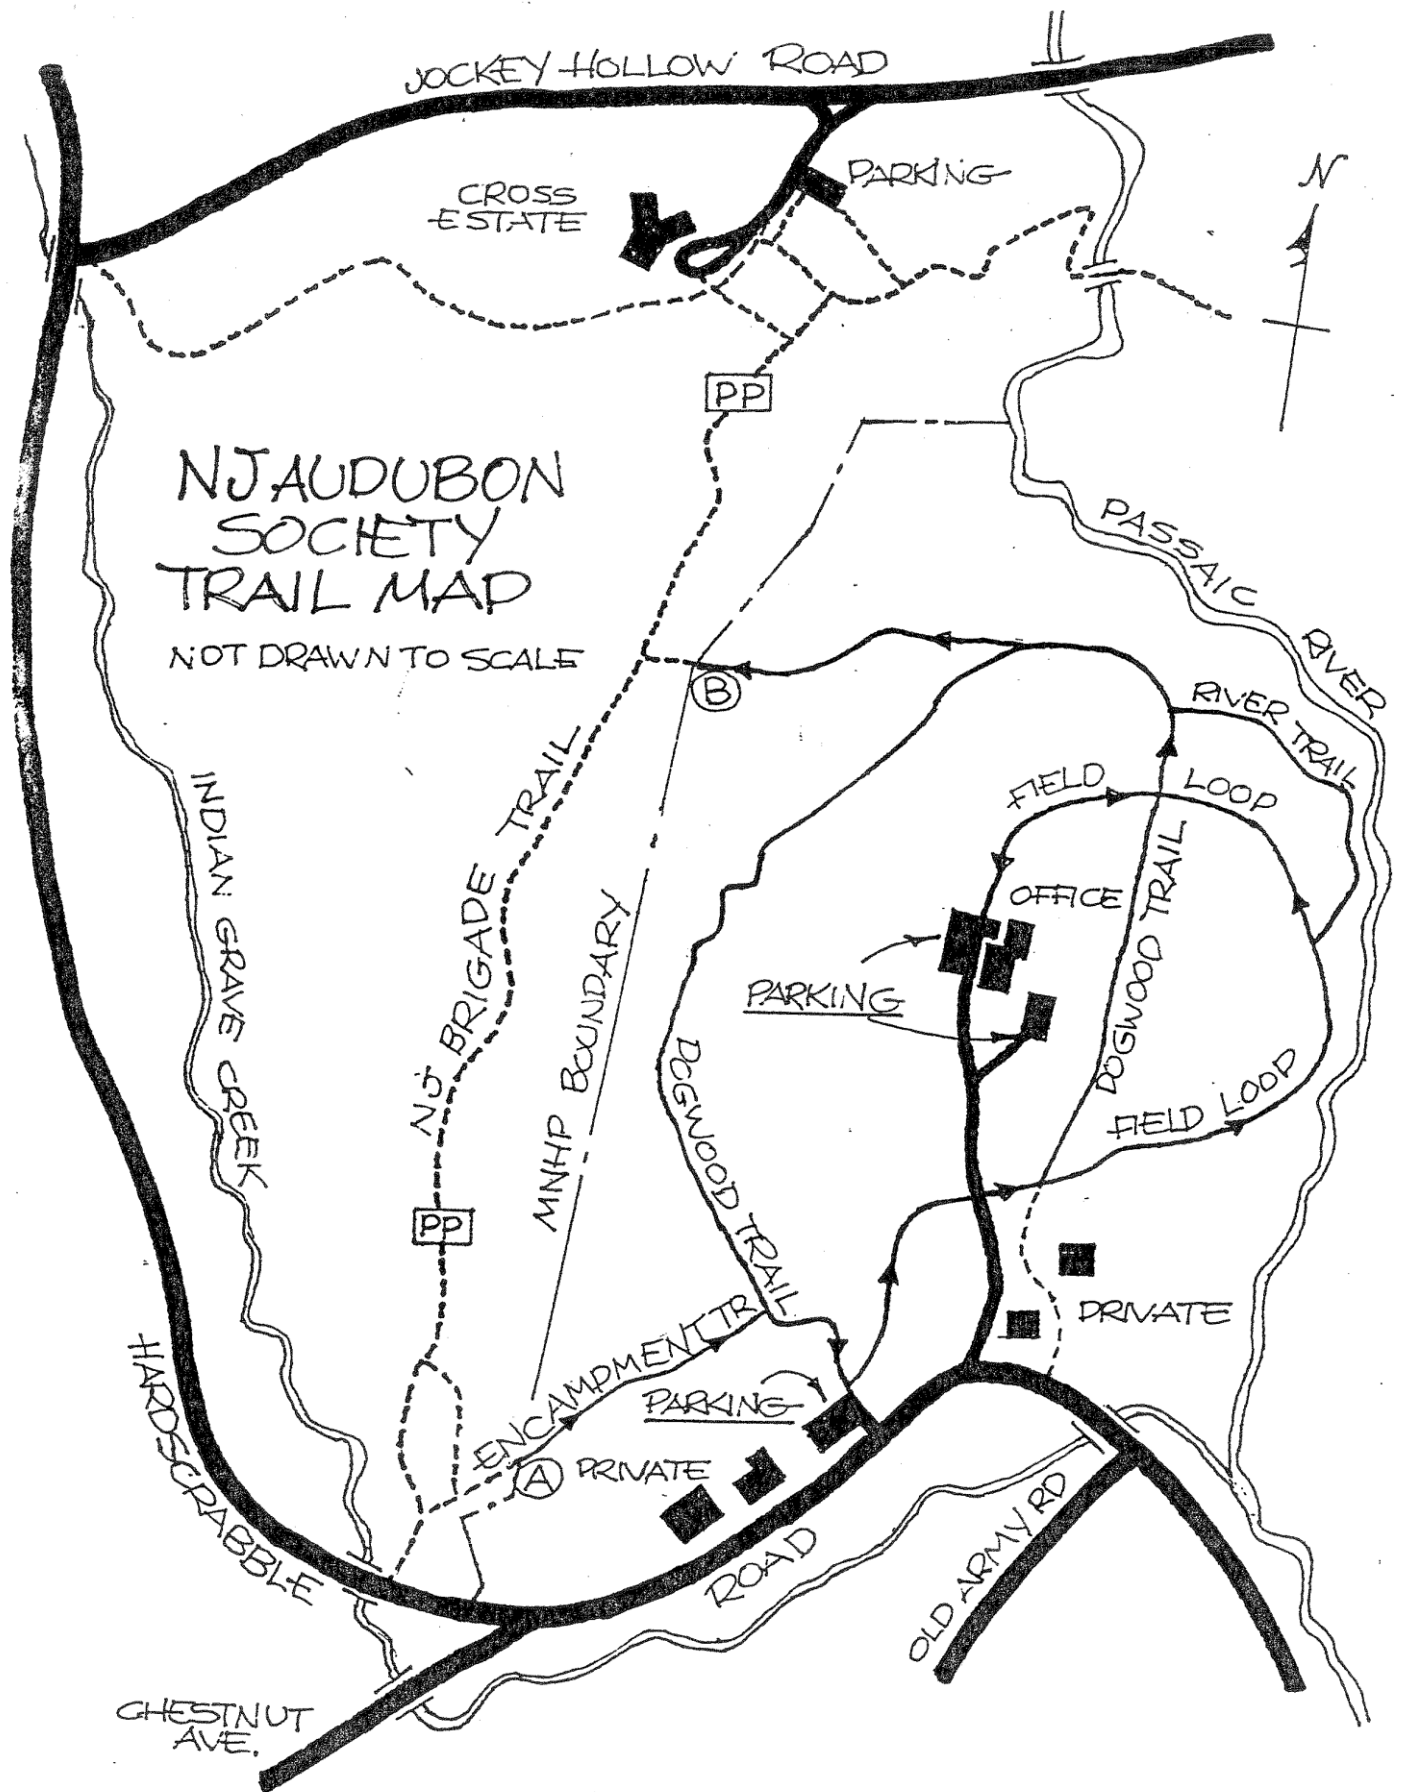 JOCKEY HOLLOW ROAD
N
PARKING
CROSS
ESTATE
PP
NJ AUDUBON
SOCIETY
TRAIL MAP
NOT DRAWN TO SCALE
PASSAIC
RIVER
B
RIVER TRAIL
FIELD LOOP
NJ BRIGADE TRAIL
INDIAN GRAVE CREEK
MNHP BOUNDARY
OFFICE
DOGWOOD TRAIL
PARKING
DOGWOOD TRAIL
FIELD LOOP
PP
PRIVATE
ENCAMPMENT TR
PARKING
A
PRIVATE
HARDSCRABBLE
ROAD
OLD ARMY RD
CHESTNUT
AVE.